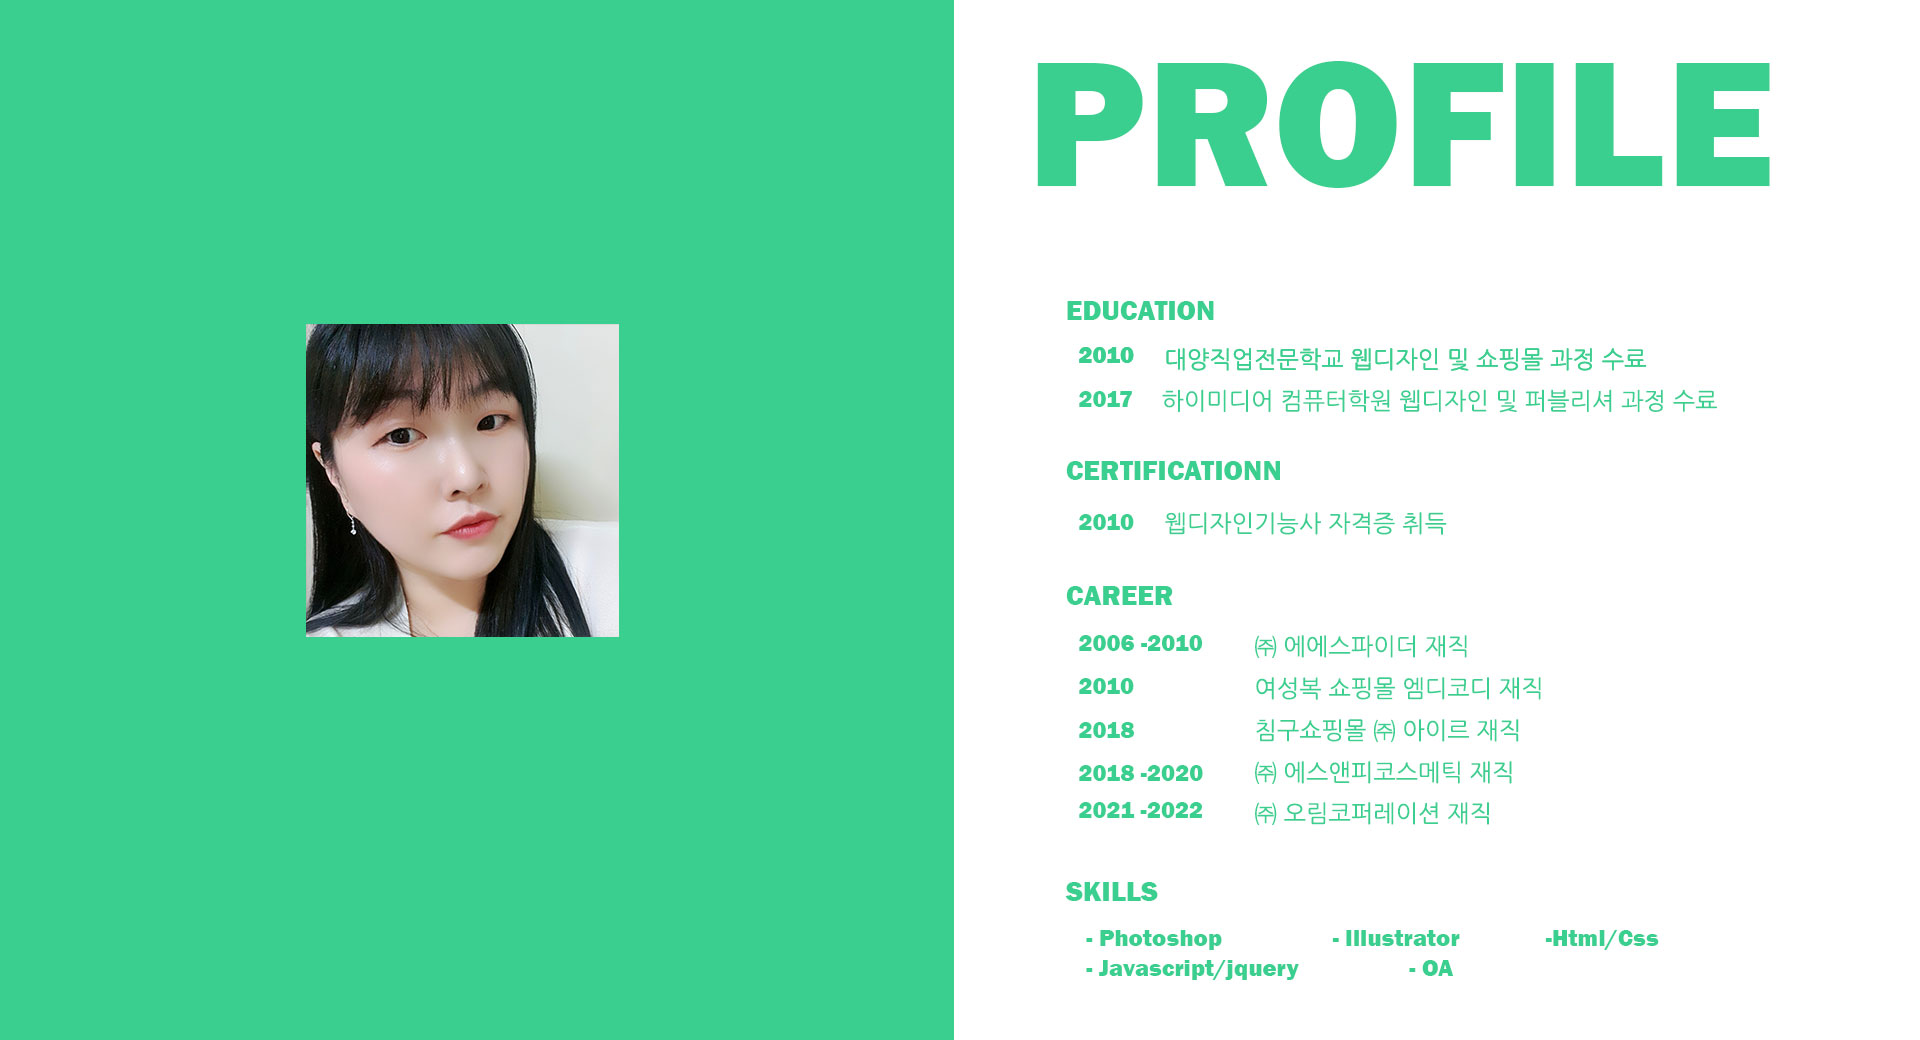 PROFILE
EDUCATION
2010 대양직업전문학교 웹디자인 및 쇼핑몰 과정 수료
2017 하이미디어 컴퓨터학원 웹디자인 및 퍼블리셔 과정 수료
CERTIFICATIONN
2010 웹디자인기능사 자격증 취득
CAREER
2006 -2010 ㈜ 에에스파이더 재직
2010 여성복 쇼핑몰 엠디코디 재직
2018 침구쇼핑몰 ㈜ 아이르 재직
2018 -2020 ㈜ 에스앤피코스메틱 재직
2021 -2022 ㈜ 오림코퍼레이션 재직
SKILLS
- Photoshop - Illustrator -Html/Css
- Javascript/jquery - OA